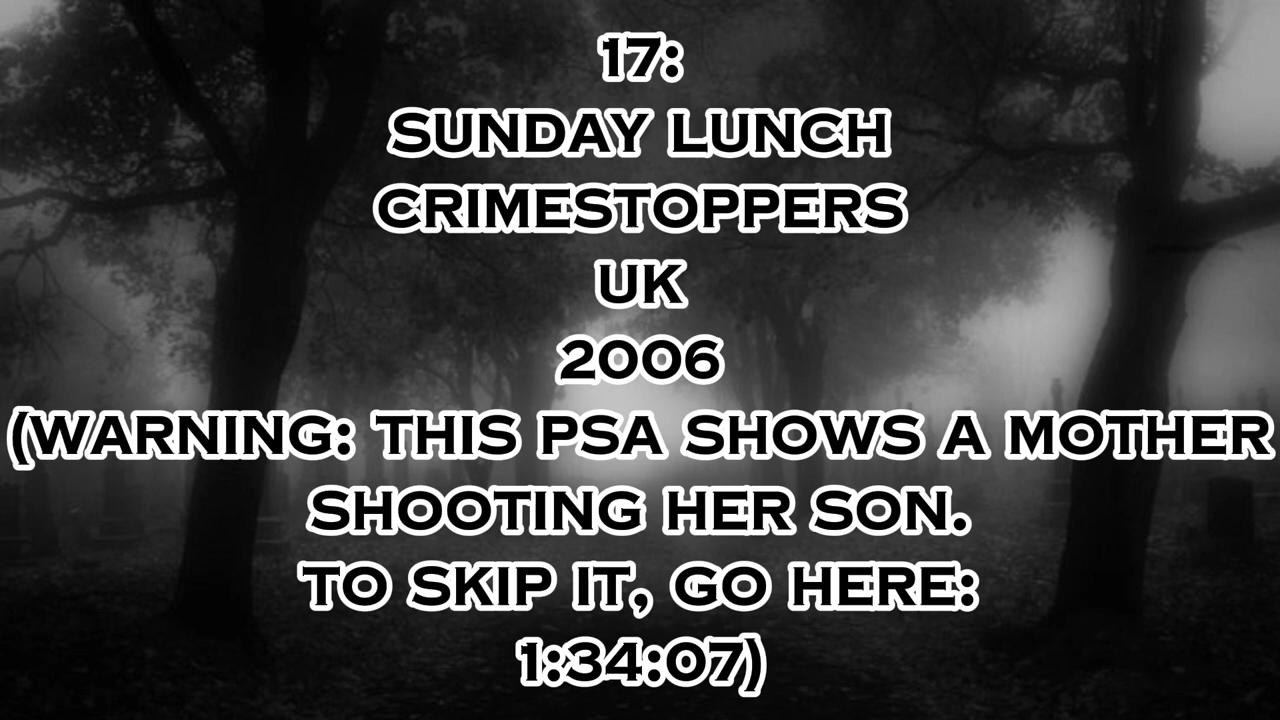 17:
SUNDAY LUNCH
CRIMESTOPPERS
UK
2006
(WARNING: THIS PSA SHOWS A MOTHER
SHOOTING HER SON.
TO SKIP IT, GO HERE:
1:34:07)